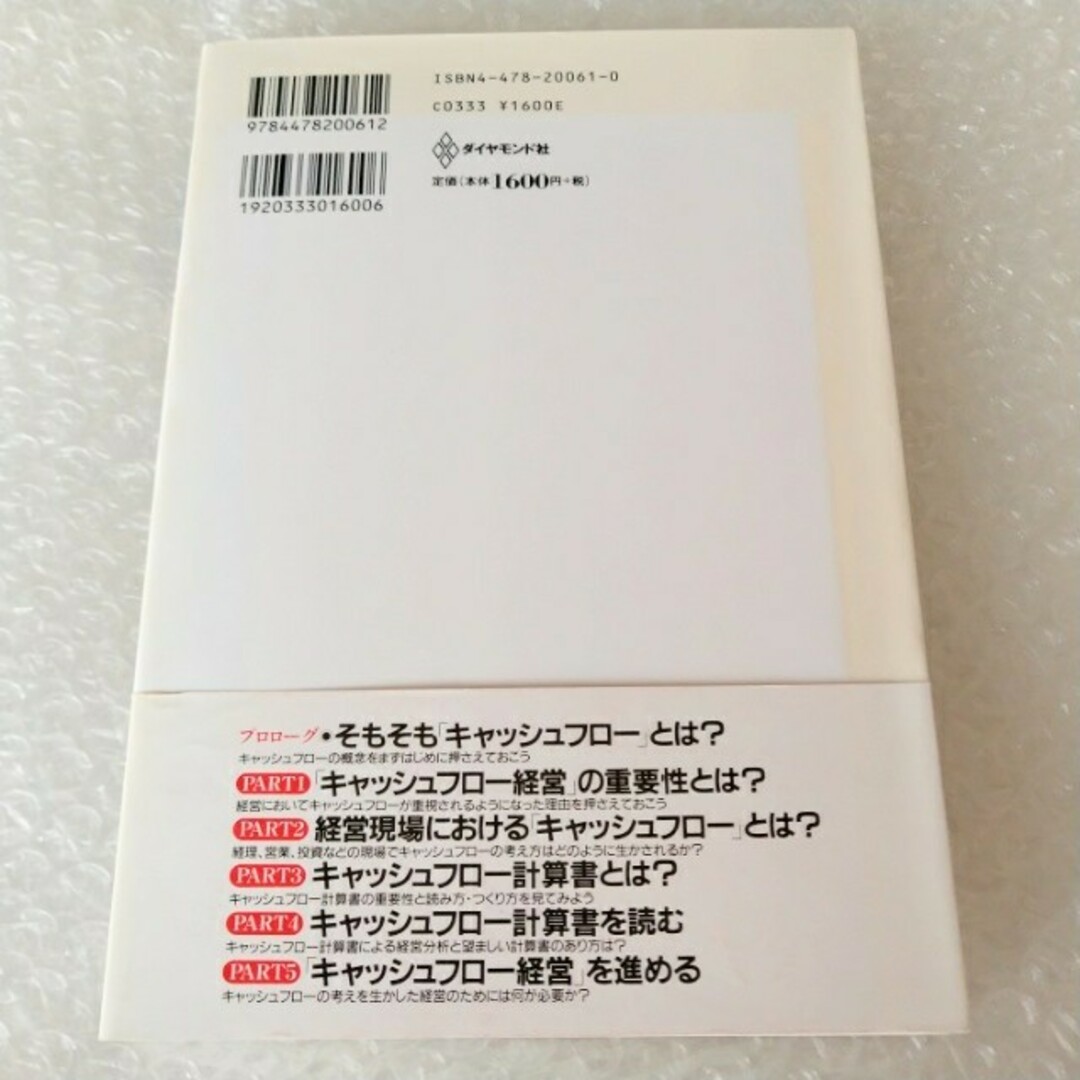 ISBN4-478-20061-0
C0333 ¥1600E
9784478200612
ダイヤモンド社
定価(本体1600円+税)
1920333016006
プロローグ・そもそも「キャッシュフロー」とは?
キャッシュフローの概念をまずはじめに押さえておこう
PART1「キャッシュフロー経営」の重要性とは?
経営においてキャッシュフローが重視されるようになった理由を押さえておこう
PART2 経営現場における「キャッシュフロー」とは?
経理、営業、投資などの現場でキャッシュフローの考え方はどのように生かされるか?
PART3 キャッシュフロー計算書とは?
キャッシュフロー計算書の重要性と読み方・つくり方を見てみよう
PART4 キャッシュフロー計算書を読む
キャッシュフロー計算書による経営分析と望ましい計算書のあり方は?
PART5「キャッシュフロー経営」を進める
キャッシュフローの考えを生かした経営のためには何が必要か?